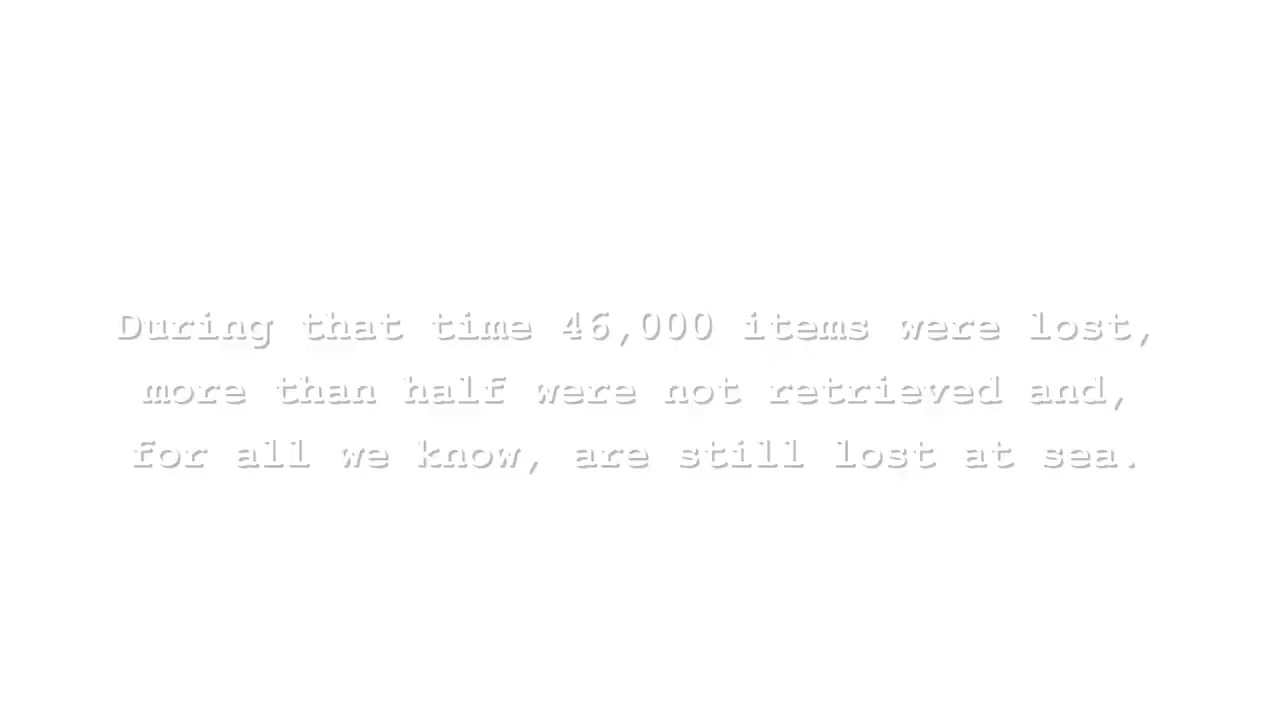 During that time 46,000 items were lost,
more than half were not retrieved and,
for all we know, are still lost at sea.